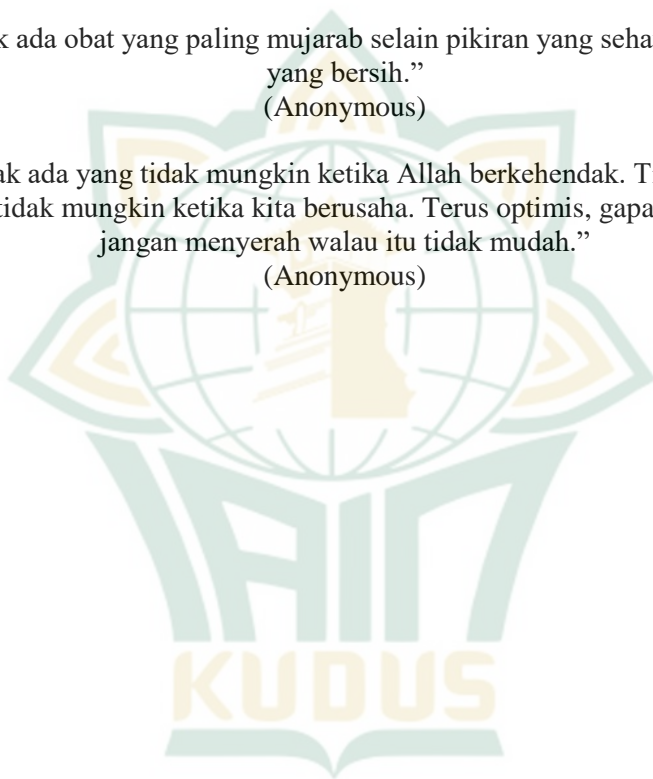 k ada obat yang paling mujarab selain pikiran yang seha
yang bersih.”
(Anonymous)
ak ada yang tidak mungkin ketika Allah berkehendak. T
tidak mungkin ketika kita berusaha. Terus optimis, gapa
jangan menyerah walau itu tidak mudah.”
(Anonymous)
IAIN
KUDUS